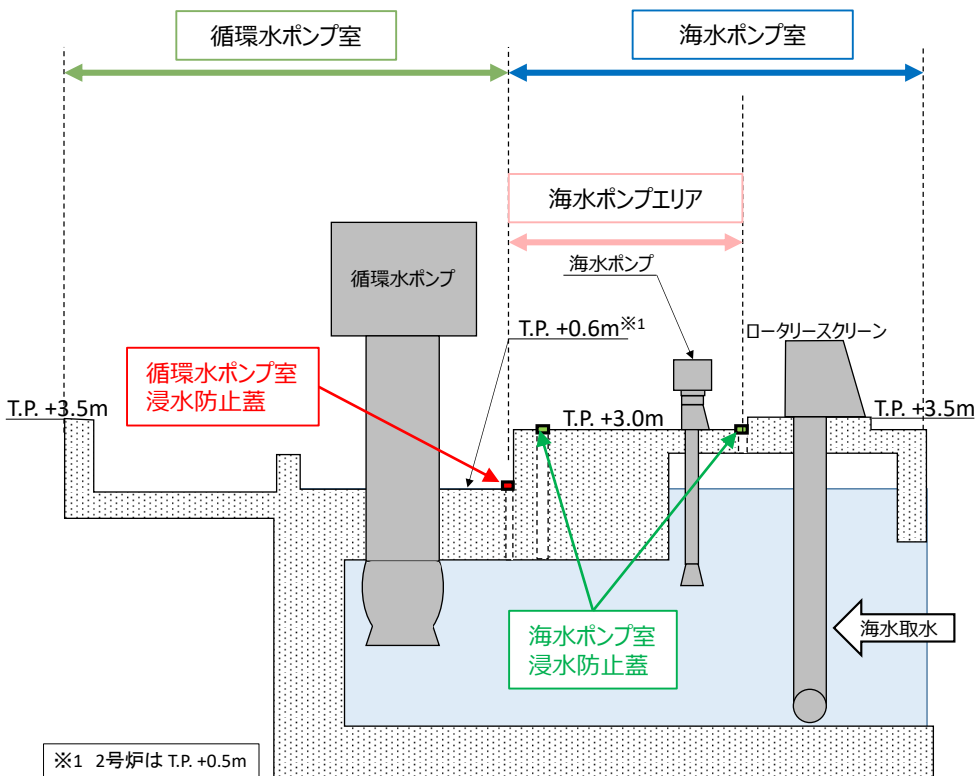 循環水ポンプ室
海水ポンプ室
海水ポンプエリア
循環水ポンプ
海水ポンプ
T.P. +0.6m※1
ロータリースクリーン
循環水ポンプ室
浸水防止蓋
T.P. +3.5m
T.P. +3.0m
T.P. +3.5m
海水ポンプ室
浸水防止蓋
海水取水
※1 2号炉は T.P. +0.5m